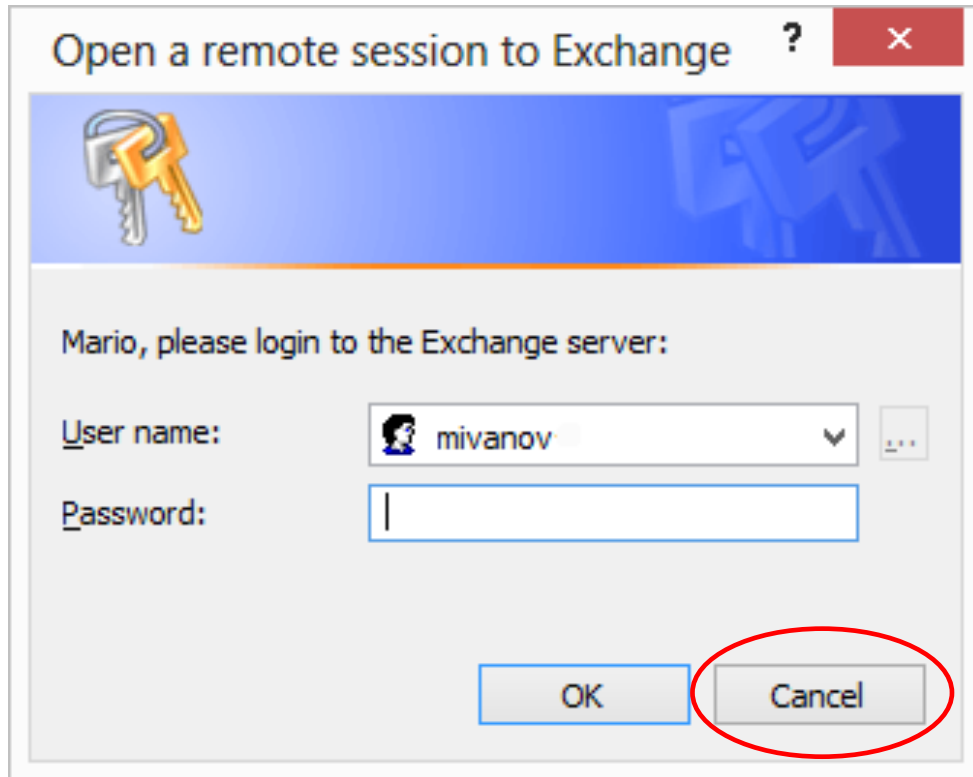 Open a remote session to Exchange ?
Mario, please login to the Exchange server:
User name: mivanov ...
Password:
OK Cancel